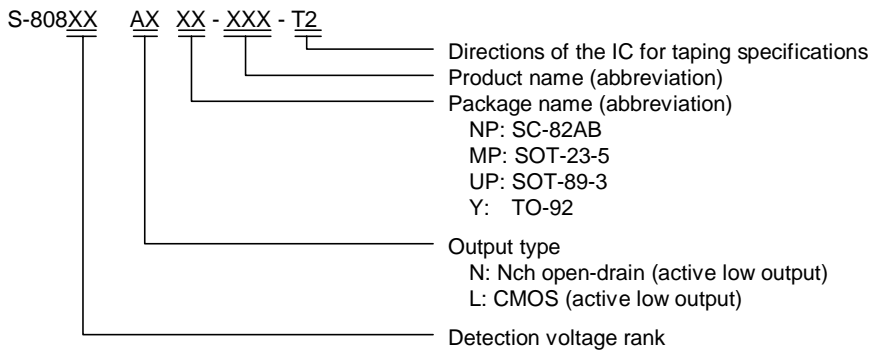 S-808XX AX XX - XXX - T2
Directions of the IC for taping specifications
Product name (abbreviation)
Package name (abbreviation)
NP: SC-82AB
MP: SOT-23-5
UP: SOT-89-3
Y: TO-92
Output type
N: Nch open-drain (active low output)
L: CMOS (active low output)
Detection voltage rank